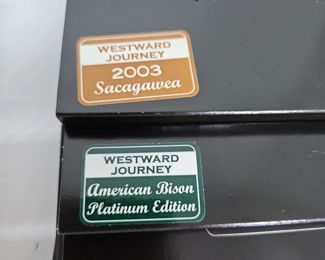 WESTWARD
JOURNEY
2003
Sacagawea
WESTWARD
JOURNEY
American Bison
Platinum Edition